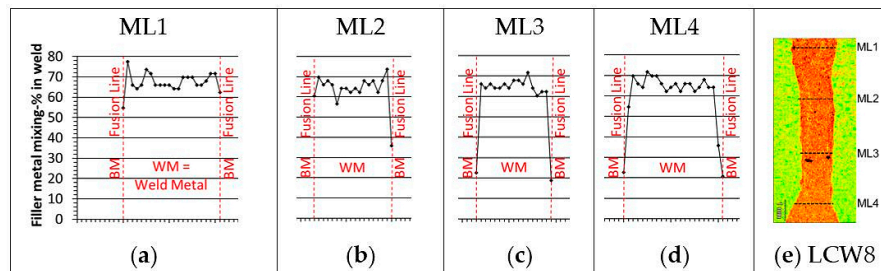 ML1 ML2 ML3 ML4
Filler metal mixing-% in weld
80
70
60
50
40
30
20
10
0
Fusion Line
BM
WM =
Weld Metal
Fusion Line
BM
Fusion Line
BM
WM
Fusion Line
BM
Fusion Line
BM
WM
Fusion Line
BM
Fusion Line
BM
WM
Fusion Line
BM
ML1
ML2
ML3
ML4
(a) (b) (c) (d) (e) LCW8